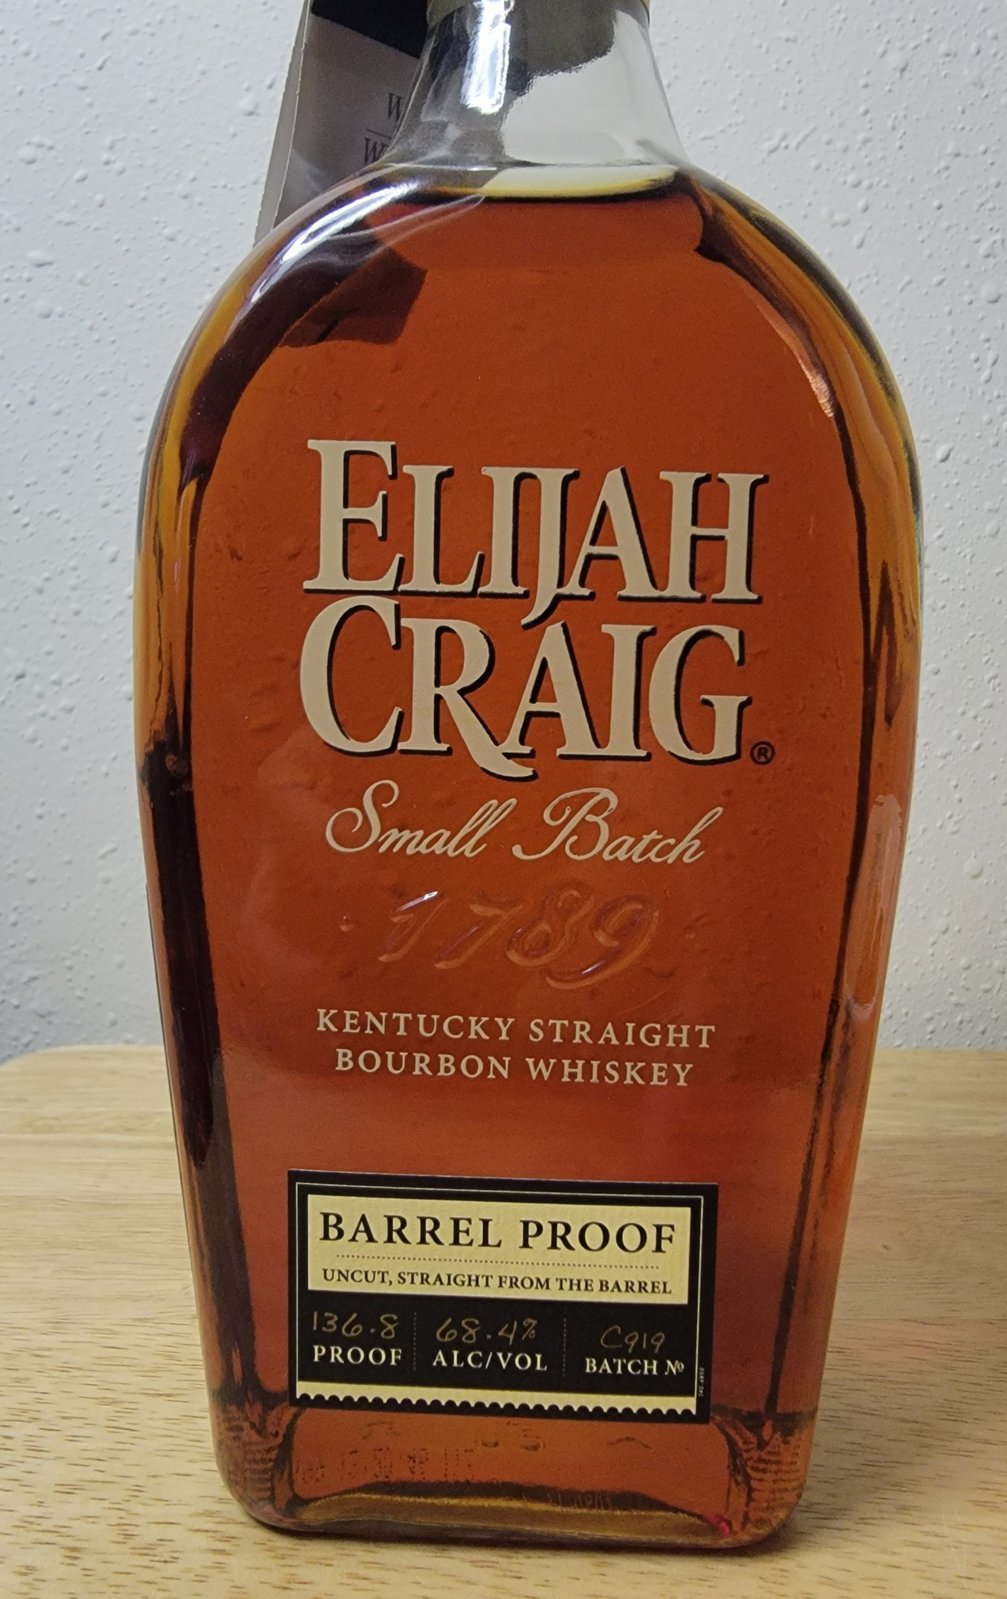 ELIJAH
CRAIG®
Small Batch
1789
KENTUCKY STRAIGHT
BOURBON WHISKEY
BARREL PROOF
UNCUT, STRAIGHT FROM THE BARREL
136.8 68.4% C919
PROOF ALC/VOL BATCH №